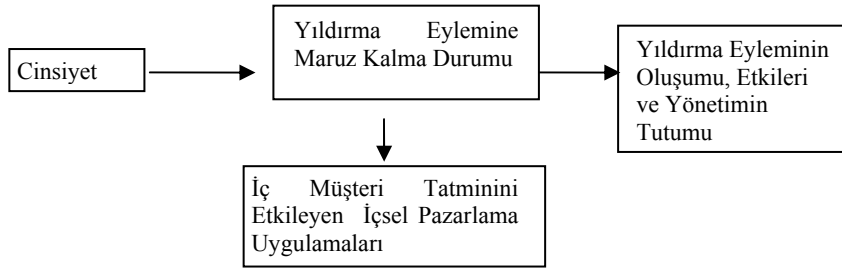 Cinsiyet
Yıldırma Eylemine
Maruz Kalma Durumu
Yıldırma Eyleminin
Oluşumu, Etkileri
ve Yönetimin
Tutumu
İç Müşteri Tatminini
Etkileyen İçsel Pazarlama
Uygulamaları